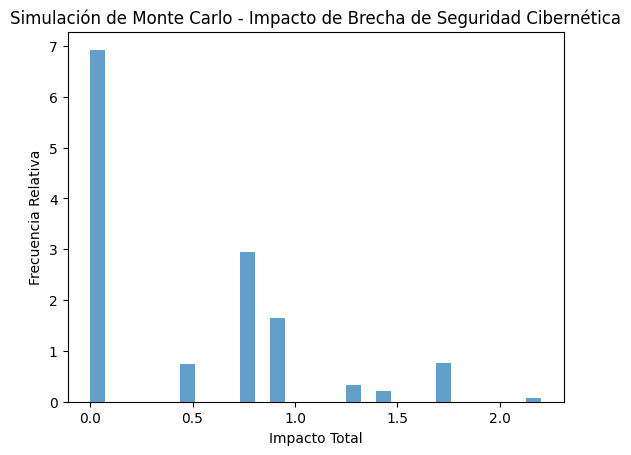 Simulación de Monte Carlo - Impacto de Brecha de Seguridad Cibernética
7
6
5
4
3
2
1
0
Frecuencia Relativa
0.0 0.5 1.0 1.5 2.0
Impacto Total